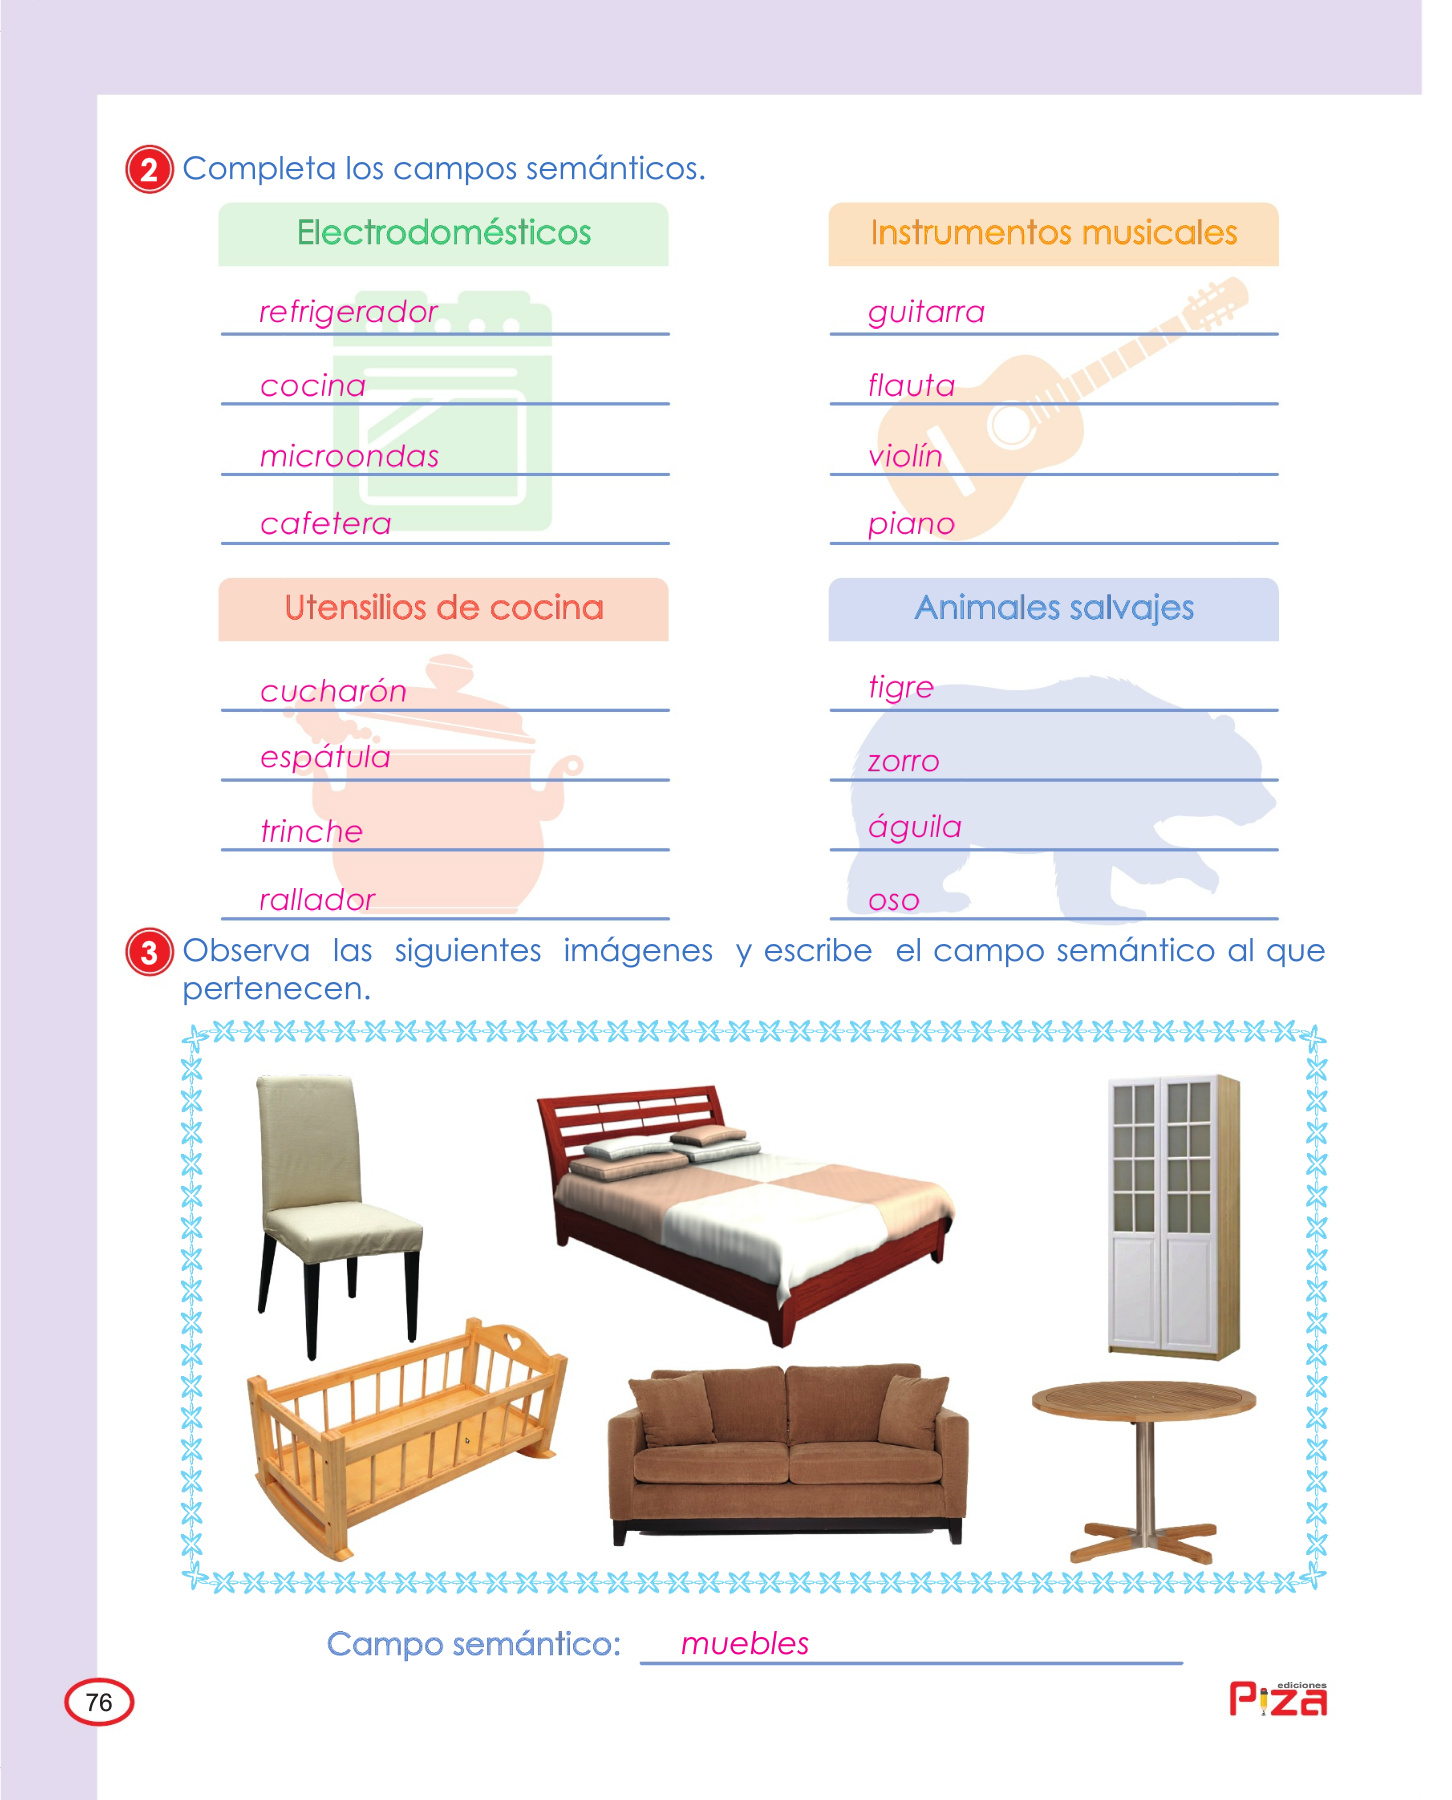 2 Completa los campos semánticos.
Electrodomésticos
refrigerador
cocina
microondas
cafetera
Instrumentos musicales
guitarra
flauta
violín
piano
Utensilios de cocina
cucharón
espátula
trinche
rallador
Animales salvajes
tigre
zorro
águila
oso
3 Observa las siguientes imágenes y escribe el campo semántico al que
pertenecen.
Campo semántico: muebles
76
ediciones
Piza